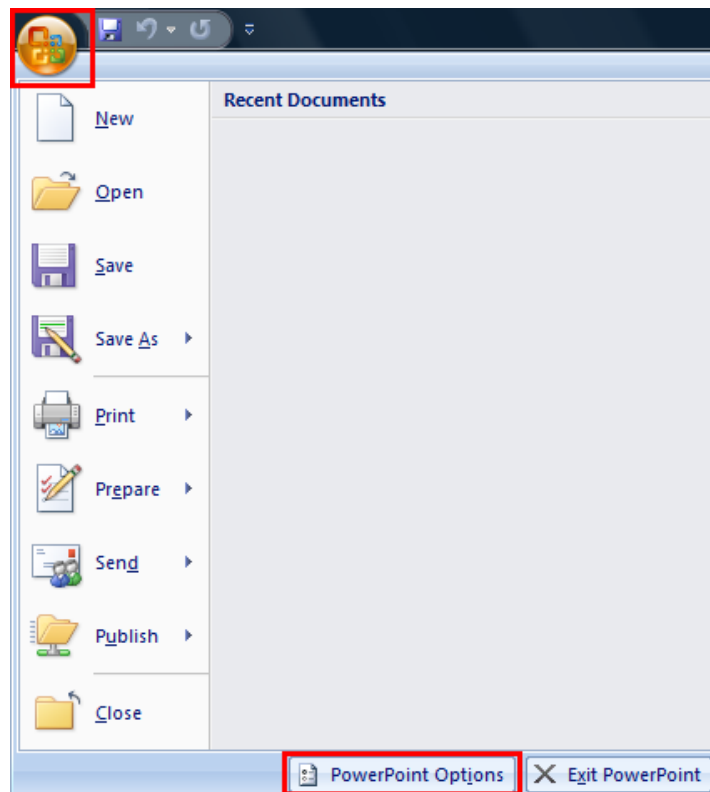 Recent Documents
New
Open
Save
Save As
Print
Prepare
Send
Publish
Close
PowerPoint Options
Exit PowerPoint